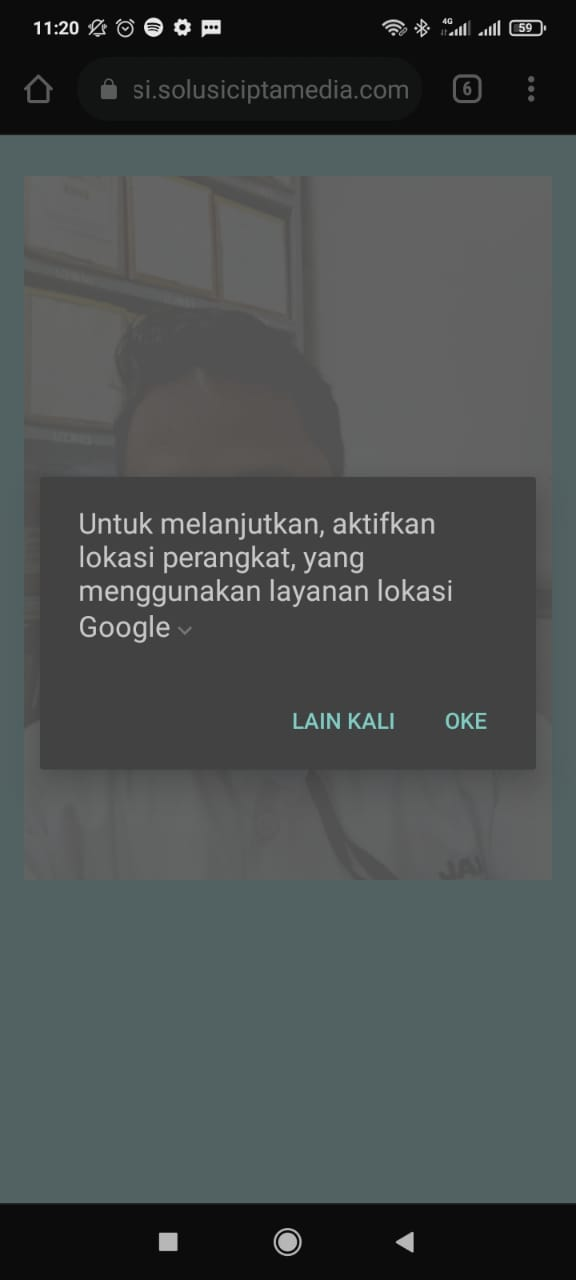 11:20
4G
59
si.solusiciptamedia.com
6
Untuk melanjutkan, aktifkan
lokasi perangkat, yang
menggunakan layanan lokasi
Google
LAIN KALI
OKE